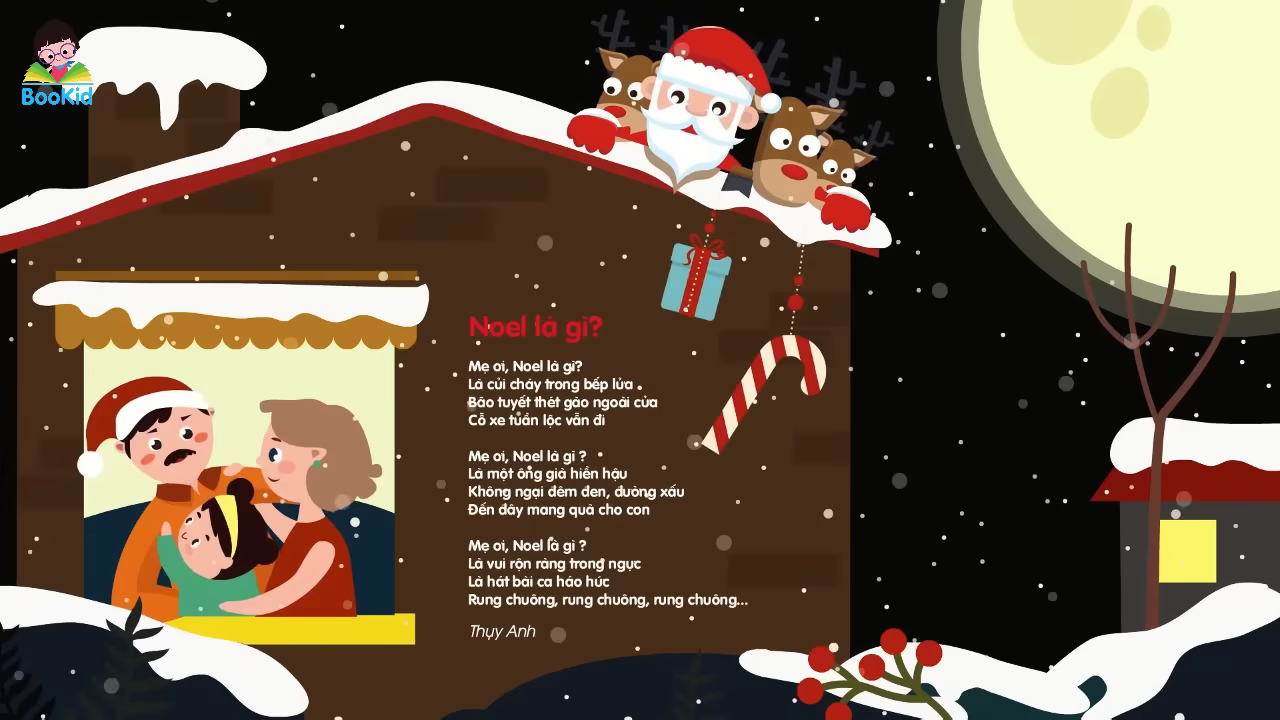 BooKid
Noel là gì?
Mẹ ơi, Noel là gì?
Là củi cháy trong bếp lửa
Bão tuyết thét gào ngoài cửa
Cỗ xe tuần lộc vẫn đi
Mẹ ơi, Noel là gì ?
Là một ông già hiền hậu
Không ngại đêm đen, đường xấu
Đến đây mang quà cho con
Mẹ ơi, Noel là gì ?
Là vui rộn ràng trong ngực
Là hát bài ca háo húc
Rung chuông, rung chuông, rung chuông...
Thụy Anh